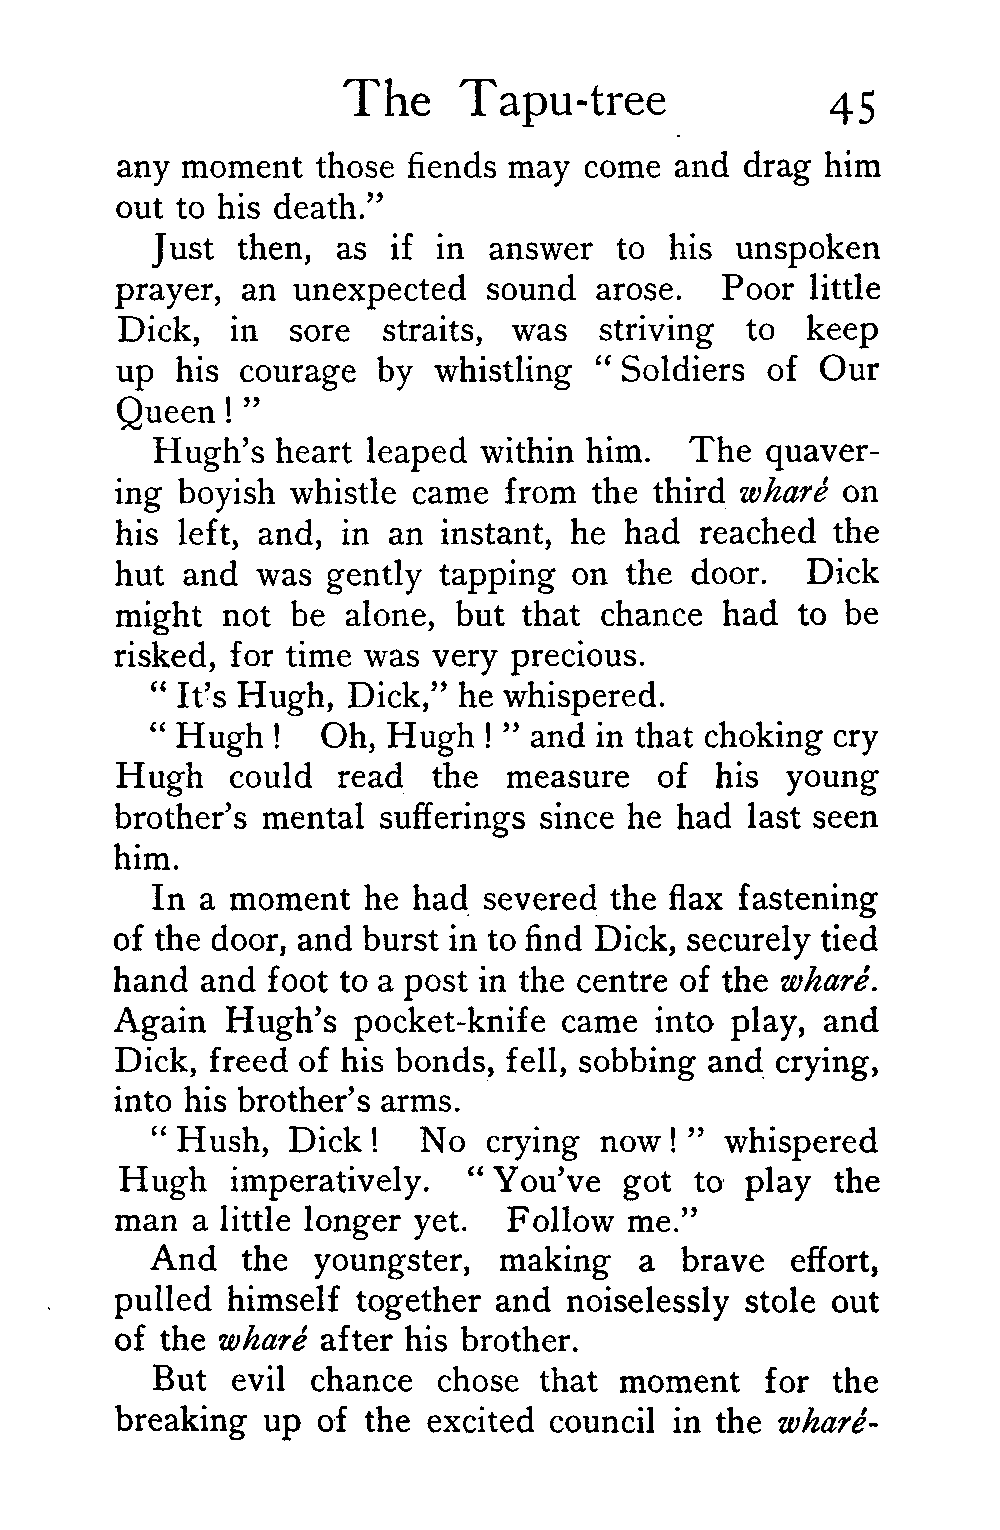 The Tapu-tree 45
any moment those fiends may come and drag him
out to his death."
Just then, as if in answer to his unspoken
prayer, an unexpected sound arose. Poor little
Dick, in sore straits, was striving to keep
up his courage by whistling "Soldiers of Our
Queen!"
Hugh's heart leaped within him. The quaver-
ing boyish whistle came from the third wharé on
his left, and, in an instant, he had reached the
hut and was gently tapping on the door. Dick
might not be alone, but that chance had to be
risked, for time was very precious.
"It's Hugh, Dick," he whispered.
"Hugh! Oh, Hugh!" and in that choking cry
Hugh could read the measure of his young
brother's mental sufferings since he had last seen
him.
In a moment he had severed the flax fastening
of the door, and burst in to find Dick, securely tied
hand and foot to a post in the centre of the wharé.
Again Hugh's pocket-knife came into play, and
Dick, freed of his bonds, fell, sobbing and crying,
into his brother's arms.
"Hush, Dick! No crying now!" whispered
Hugh imperatively. "You've got to play the
man a little longer yet. Follow me."
And the youngster, making a brave effort,
pulled himself together and noiselessly stole out
of the wharé after his brother.
But evil chance chose that moment for the
breaking up of the excited council in the wharé-